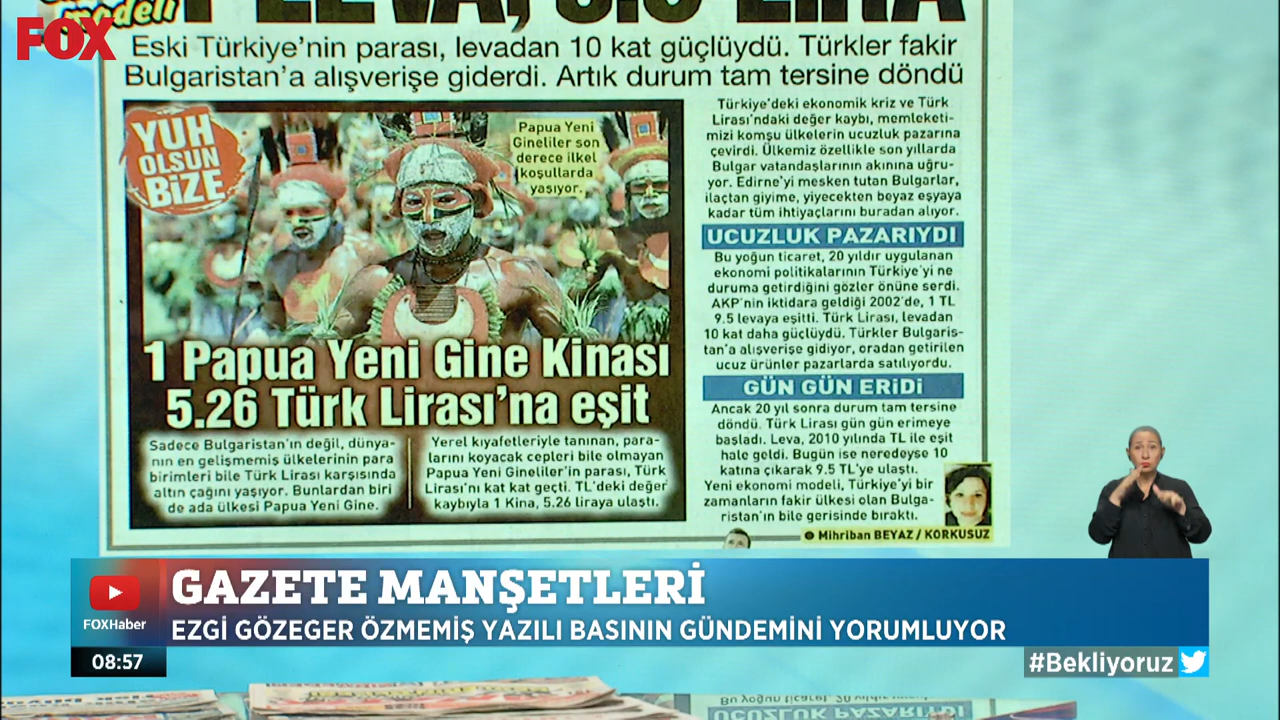 modeli
FOX
Eski Türkiye'nin parası, levadan 10 kat güçlüydü. Türkler fakir
Bulgaristan'a alışverişe giderdi. Artık durum tam tersine döndü
YUH
OLSUN
BİZE
Papua Yeni
Gineliler son
derece ilkel
koşullarda
yaşıyor.
1 Papua Yeni Gine Kinası
5.26 Türk Lirası'na eşit
Sadece Bulgaristan'ın değil, dünya-
nın en gelişmemiş ülkelerinin para
birimleri bile Türk Lirası karşısında
altın çağını yaşıyor. Bunlardan biri
de ada ülkesi Papua Yeni Gine.
Yerel kıyafetleriyle tanınan, para-
larını koyacak cepleri bile olmayan
Papua Yeni Gineliler'in parası, Türk
Lirası'nı kat kat geçti. TL'deki değer
kaybıyla 1 Kina, 5.26 liraya ulaştı.
Türkiye'deki ekonomik kriz ve Türk
Lirası'ndaki değer kaybı, memleketi-
mizi komşu ülkelerin ucuzluk pazarına
çevirdi. Ülkemiz özellikle son yıllarda
Bulgar vatandaşlarının akınına uğru-
yor. Edirne'yi mesken tutan Bulgarlar,
ilaçtan giyime, yiyecekten beyaz eşyaya
kadar tüm ihtiyaçlarını buradan alıyor.
UCUZLUK PAZARIYDI
Bu yoğun ticaret, 20 yıldır uygulanan
ekonomi politikalarının Türkiye'yi ne
duruma getirdiğini gözler önüne serdi.
AKP'nin iktidara geldiği 2002'de, 1 TL
9.5 levaya eşitti. Türk Lirası, levadan
10 kat daha güçlüydü. Türkler Bulgaris-
tan'a alışverişe gidiyor, oradan getirilen
ucuz ürünler pazarlarda satılıyordu.
GÜN GÜN ERİDİ
Ancak 20 yıl sonra durum tam tersine
döndü. Türk Lirası gün gün erimeye
başladı. Leva, 2010 yılında TL ile eşit
hale geldi. Bugün ise neredeyse 10
katına çıkarak 9.5 TL'ye ulaştı.
Yeni ekonomi modeli, Türkiye'yi bir
zamanların fakir ülkesi olan Bulga-
ristan'ın bile gerisinde bıraktı.
Mihriban BEYAZ / KORKUSUZ
GAZETE MANŞETLERİ
FOXHaber
EZGİ GÖZEGER ÖZMEMİŞ YAZILI BASININ GÜNDEMİNİ YORUMLUYOR
08:57
#Bekliyoruz